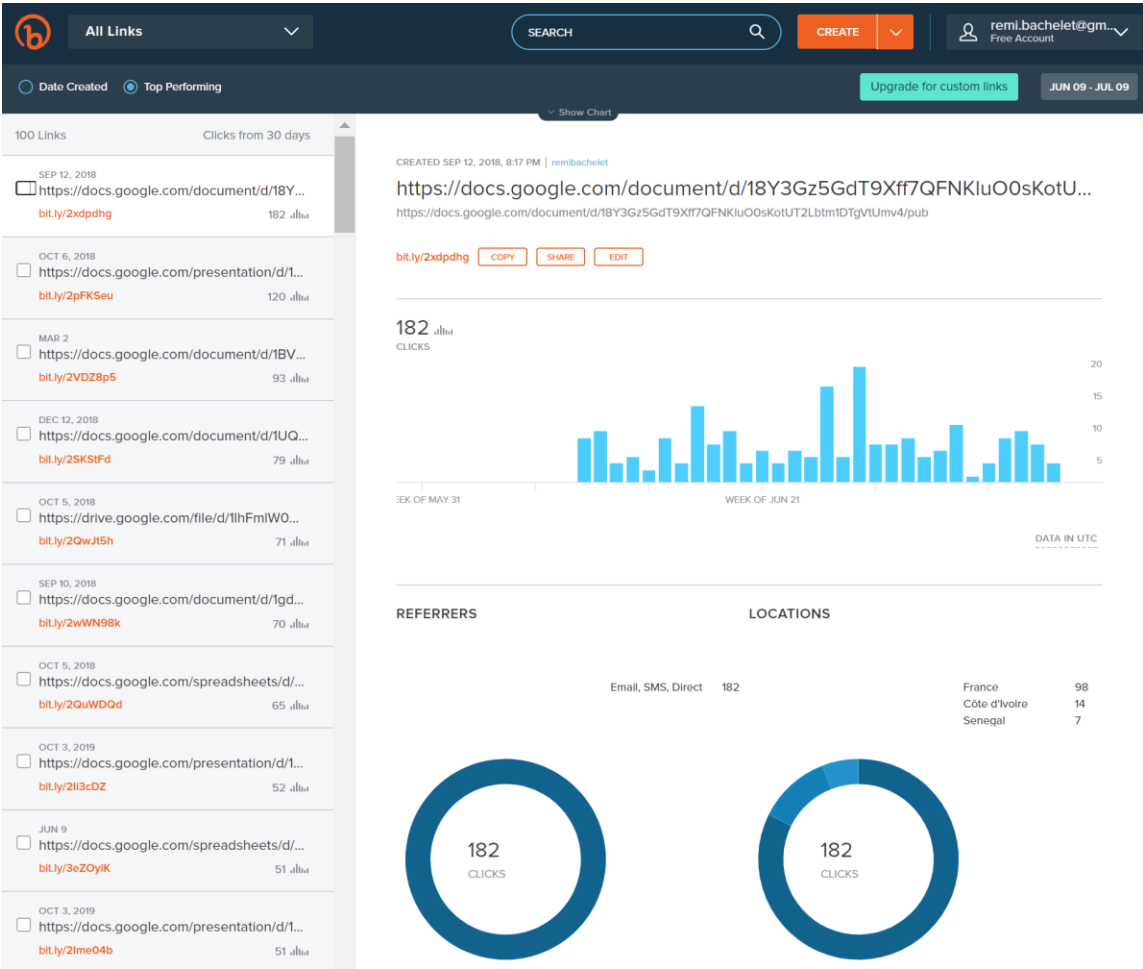 All Links
SEARCH
CREATE
remi.bachelet@gm...
Free Account
Date Created
Top Performing
Upgrade for custom links
JUN 09 - JUL 09
Show Chart
100 Links
Clicks from 30 days
SEP 12, 2018
https://docs.google.com/document/d/18Y...
bit.ly/2xdpdhg
182
OCT 6, 2018
https://docs.google.com/presentation/d/1...
bit.ly/2pFKSeu
120
MAR 2
https://docs.google.com/document/d/1BV...
bit.ly/2VDZ8p5
93
DEC 12, 2018
https://docs.google.com/document/d/1UQ...
bit.ly/2SKStFd
79
OCT 5, 2018
https://drive.google.com/file/d/1IhFmIW0...
bit.ly/2QwJt5h
71
SEP 10, 2018
https://docs.google.com/document/d/1gd...
bit.ly/2wWN98k
70
OCT 5, 2018
https://docs.google.com/spreadsheets/d/...
bit.ly/2QuWDQd
65
OCT 3, 2019
https://docs.google.com/presentation/d/1...
bit.ly/2Ii3cDZ
52
JUN 9
https://docs.google.com/spreadsheets/d/...
bit.ly/3eZOyiK
51
OCT 3, 2019
https://docs.google.com/presentation/d/1...
bit.ly/2Ime04b
51
CREATED SEP 12, 2018, 8:17 PM | remibachelet
https://docs.google.com/document/d/18Y3Gz5GdT9Xff7QFNKIuO0sKotU...
https://docs.google.com/document/d/18Y3Gz5GdT9Xff7QFNKIuO0sKotUT2Lbtm1DTgVtUmv4/pub
bit.ly/2xdpdhg
COPY
SHARE
EDIT
182
CLICKS
20
15
10
5
EEK OF MAY 31
WEEK OF JUN 21
DATA IN UTC
REFERRERS
Email, SMS, Direct 182
182
CLICKS
LOCATIONS
France 98
Côte d'Ivoire 14
Senegal 7
182
CLICKS